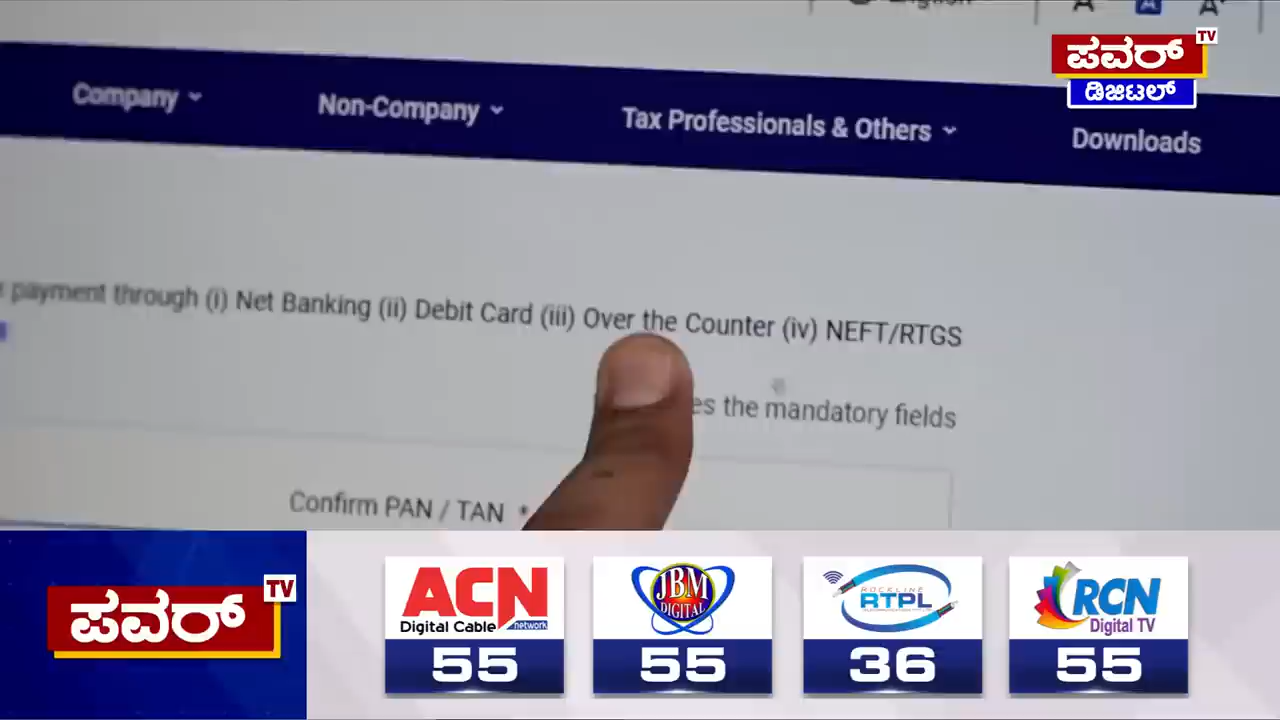 English
A A A+
ಪವರ್ TV
ಡಿಜಿಟಲ್
Company
Non-Company
Tax Professionals & Others
Downloads
payment through (i) Net Banking (ii) Debit Card (iii) Over the Counter (iv) NEFT/RTGS
the mandatory fields
Confirm PAN / TAN *
ಪವರ್ TV
ACN
Digital Cable network
55
JBM
DIGITAL
55
ROCKLINE
RTPL
36
RCN
Digital TV
55